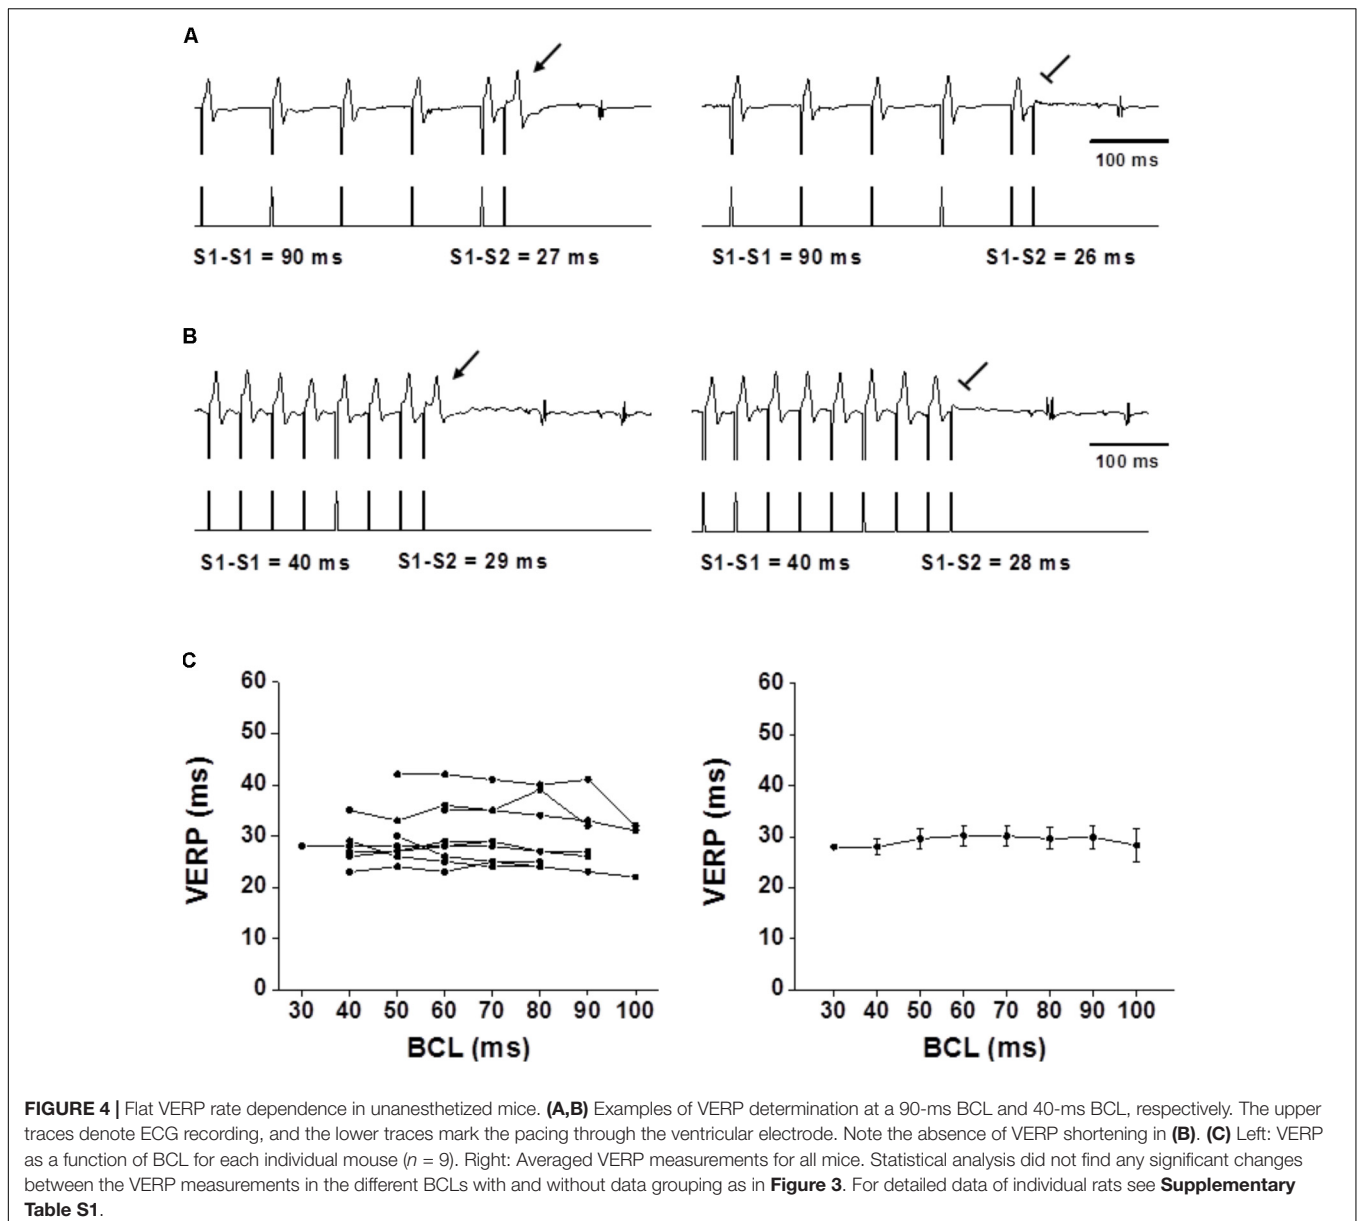 A
100 ms
S1-S1 = 90 ms S1-S2 = 27 ms S1-S1 = 90 ms S1-S2 = 26 ms
B
100 ms
S1-S1 = 40 ms S1-S2 = 29 ms S1-S1 = 40 ms S1-S2 = 28 ms
C
60
50
40
30
20
10
0
VERP (ms)
30 40 50 60 70 80 90 100
BCL (ms)
60
50
40
30
20
10
0
VERP (ms)
30 40 50 60 70 80 90 100
BCL (ms)
FIGURE 4 | Flat VERP rate dependence in unanesthetized mice. (A,B) Examples of VERP determination at a 90-ms BCL and 40-ms BCL, respectively. The upper
traces denote ECG recording, and the lower traces mark the pacing through the ventricular electrode. Note the absence of VERP shortening in (B). (C) Left: VERP
as a function of BCL for each individual mouse (n = 9). Right: Averaged VERP measurements for all mice. Statistical analysis did not find any significant changes
between the VERP measurements in the different BCLs with and without data grouping as in Figure 3. For detailed data of individual rats see Supplementary
Table S1.